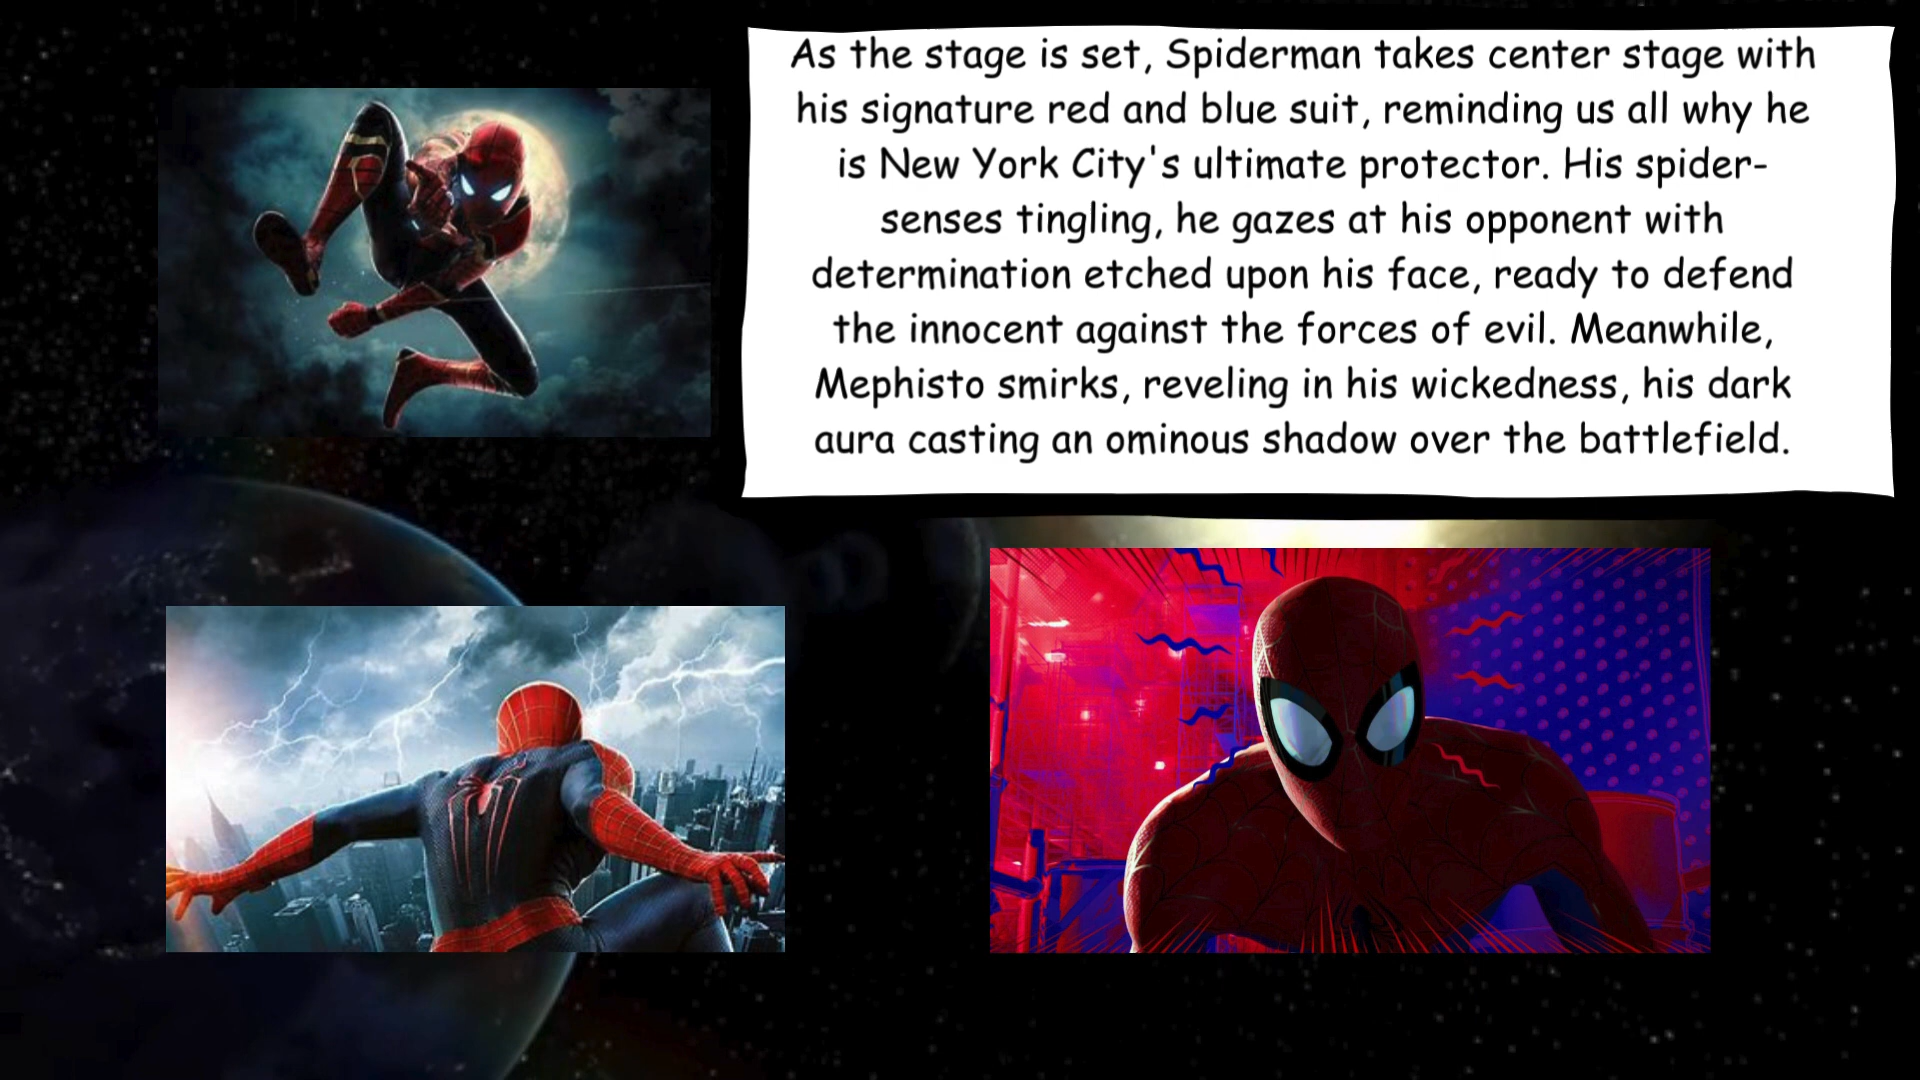 As the stage is set, Spiderman takes center stage with
his signature red and blue suit, reminding us all why he
is New York City's ultimate protector. His spider-
senses tingling, he gazes at his opponent with
determination etched upon his face, ready to defend
the innocent against the forces of evil. Meanwhile,
Mephisto smirks, reveling in his wickedness, his dark
aura casting an ominous shadow over the battlefield.